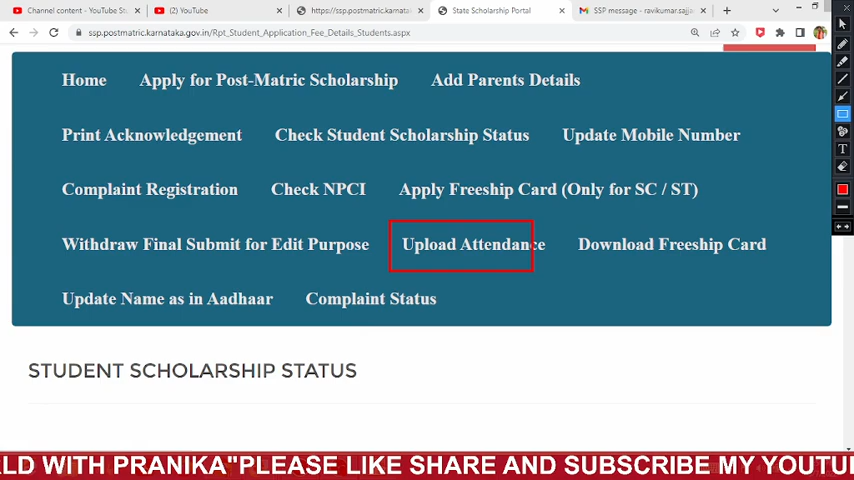 Channel content - YouTube St
(2) YouTube
https://ssp.postmatric.karnata
State Scholarship Portal
SSP message - ravikumar.sajja
ssp.postmatric.karnataka.gov.in/Rpt_Student_Application_Fee_Details_Students.aspx
Home Apply for Post-Matric Scholarship Add Parents Details
Print Acknowledgement Check Student Scholarship Status Update Mobile Number
Complaint Registration Check NPCI Apply Freeship Card (Only for SC / ST)
Withdraw Final Submit for Edit Purpose Upload Attendance Download Freeship Card
Update Name as in Aadhaar Complaint Status
STUDENT SCHOLARSHIP STATUS
LD WITH PRANIKA"PLEASE LIKE SHARE AND SUBSCRIBE MY YOUTU